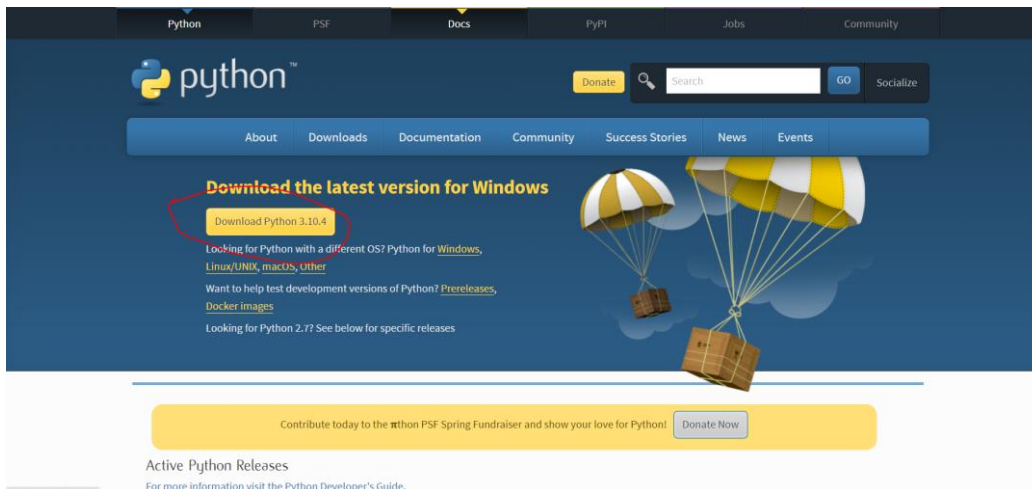 Python PSF Docs PyPI Jobs Community
python™
Donate Search GO Socialize
About Downloads Documentation Community Success Stories News Events
Download the latest version for Windows
Download Python 3.10.4
Looking for Python with a different OS? Python for Windows,
Linux/UNIX, macOS, Other
Want to help test development versions of Python? Prereleases,
Docker images
Looking for Python 2.7? See below for specific releases
Contribute today to the πthon PSF Spring Fundraiser and show your love for Python! Donate Now
Active Python Releases
For more information visit the Python Developer's Guide.